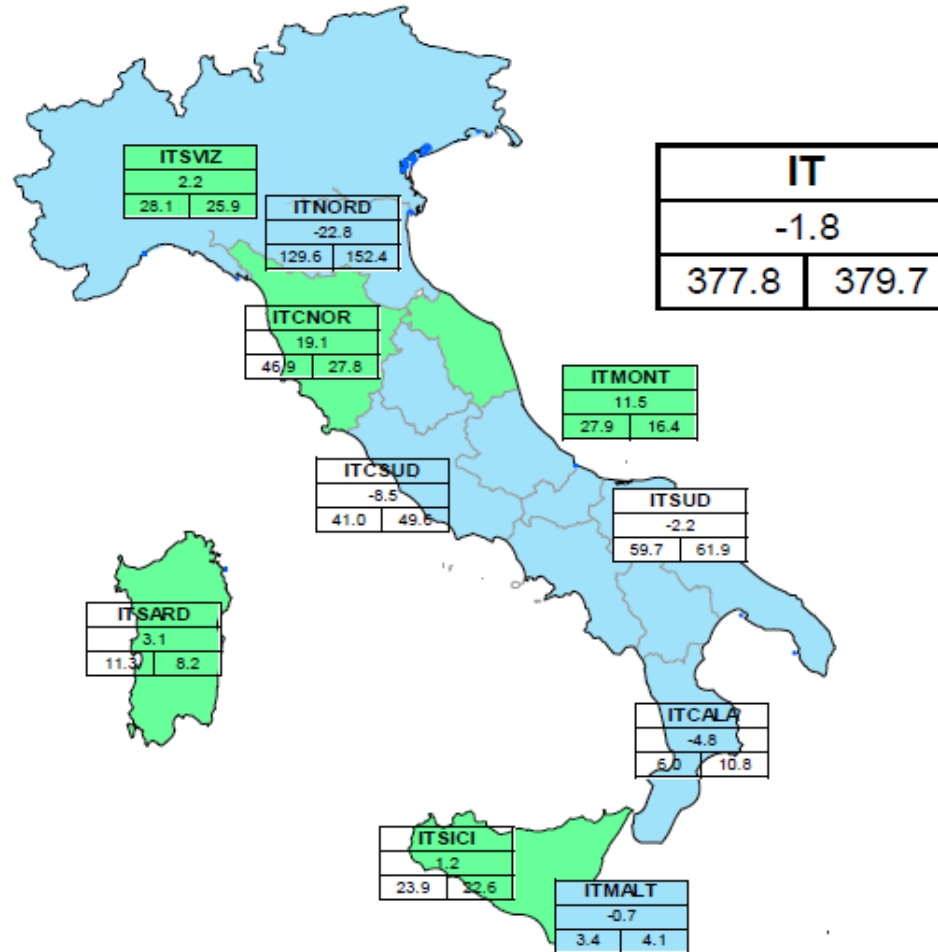 ITSVIZ
2.2
28.1 25.9
ITNORD
-22.8
129.6 152.4
IT
-1.8
377.8 379.7
ITCNOR
19.1
46.9 27.8
ITMONT
11.5
27.9 16.4
ITCSUD
-8.5
41.0 49.6
ITSUD
-2.2
59.7 61.9
ITSARD
3.1
11.3 8.2
ITCALA
-4.8
6.0 10.8
ITSICI
1.2
23.9 22.6
ITMALT
-0.7
3.4 4.1